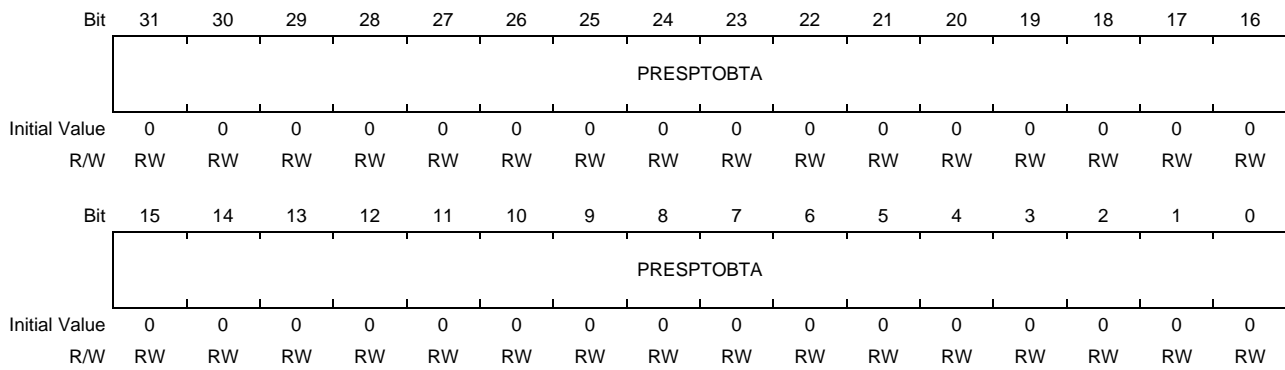 Bit 31 30 29 28 27 26 25 24 23 22 21 20 19 18 17 16
PRESPTOBTA
Initial Value 0 0 0 0 0 0 0 0 0 0 0 0 0 0 0 0
R/W RW RW RW RW RW RW RW RW RW RW RW RW RW RW RW RW
Bit 15 14 13 12 11 10 9 8 7 6 5 4 3 2 1 0
PRESPTOBTA
Initial Value 0 0 0 0 0 0 0 0 0 0 0 0 0 0 0 0
R/W RW RW RW RW RW RW RW RW RW RW RW RW RW RW RW RW